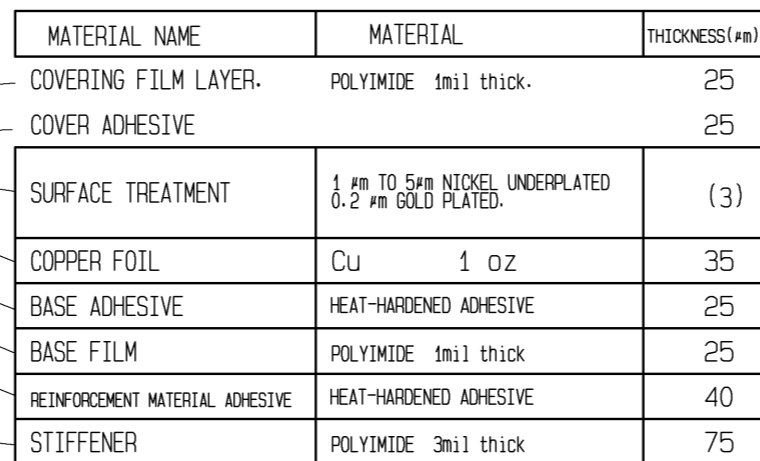 MATERIAL NAME MATERIAL THICKNESS(μm)
COVERING FILM LAYER. POLYIMIDE 1mil thick. 25
COVER ADHESIVE 25
SURFACE TREATMENT 1 μm TO 5μm NICKEL UNDERPLATED (3)
0.2 μm GOLD PLATED.
COPPER FOIL Cu 1 oz 35
BASE ADHESIVE HEAT-HARDENED ADHESIVE 25
BASE FILM POLYIMIDE 1mil thick 25
REINFORCEMENT MATERIAL ADHESIVE HEAT-HARDENED ADHESIVE 40
STIFFENER POLYIMIDE 3mil thick 75